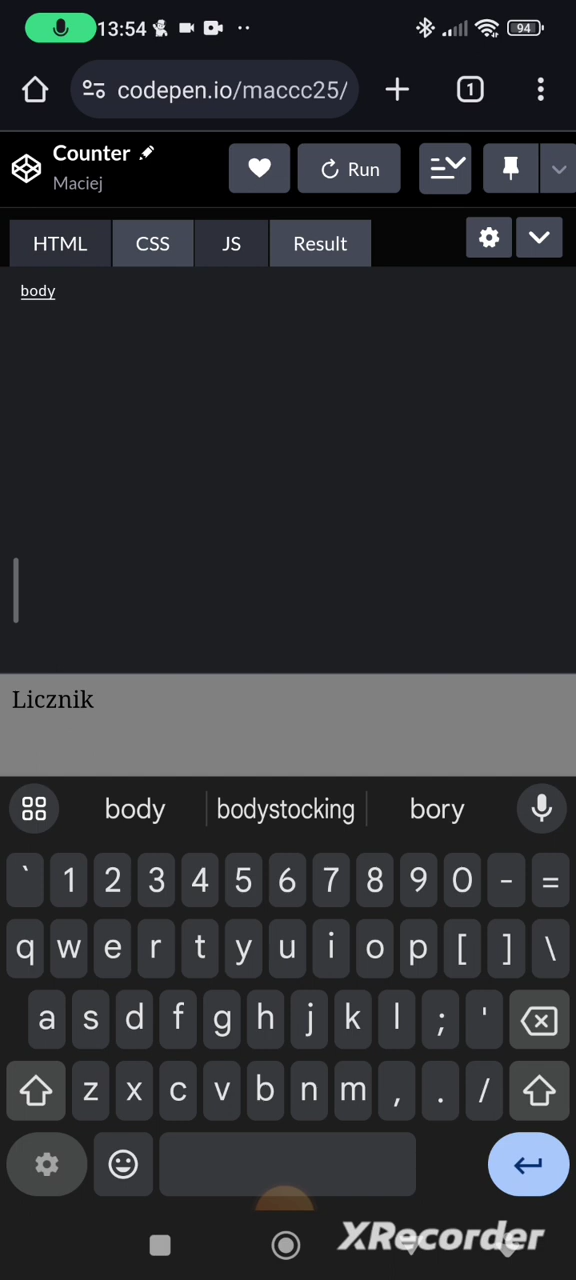 13:54
94
codepen.io/maccc25/
1
Counter
Maciej
Run
HTML CSS JS Result
body
Licznik
body bodystocking bory
` 1 2 3 4 5 6 7 8 9 0 - =
q w e r t y u i o p [ ] \
a s d f g h j k l ; '
z x c v b n m , . /
XRecorder